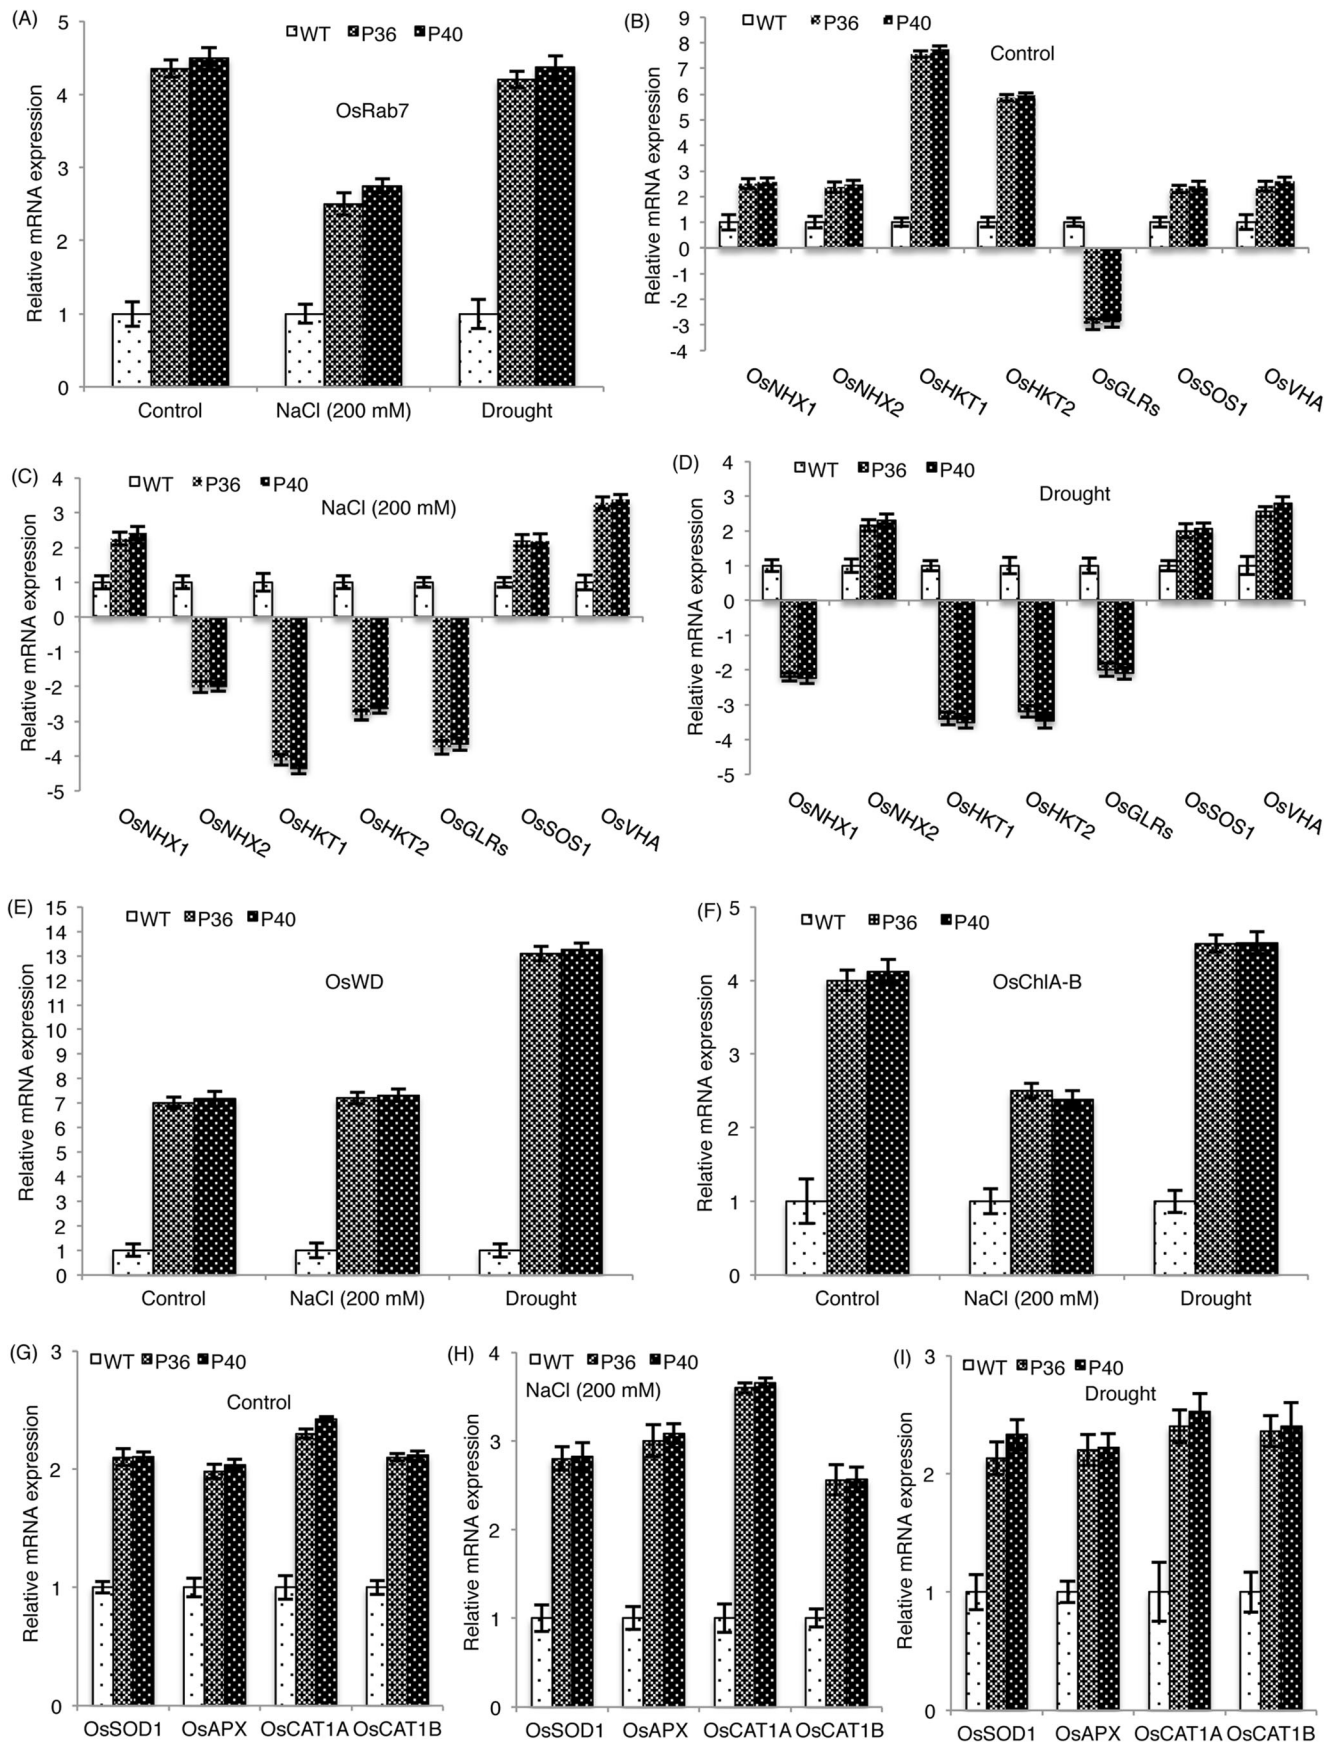 (A)
WT P36 P40
OsRab7
Relative mRNA expression
5
4
3
2
1
0
Control NaCl (200 mM) Drought
(B)
WT P36 P40
Control
Relative mRNA expression
9
8
7
6
5
4
3
2
1
0
-1
-2
-3
-4
OsNHX1 OsNHX2 OsHKT1 OsHKT2 OsGLRs OsSOS1 OsVHA
(C)
WT P36 P40
NaCl (200 mM)
Relative mRNA expression
4
3
2
1
0
-1
-2
-3
-4
-5
OsNHX1 OsNHX2 OsHKT1 OsHKT2 OsGLRs OsSOS1 OsVHA
(D)
WT P36 P40
Drought
Relative mRNA expression
4
3
2
1
0
-1
-2
-3
-4
-5
OsNHX1 OsNHX2 OsHKT1 OsHKT2 OsGLRs OsSOS1 OsVHA
(E)
WT P36 P40
OsWD
Relative mRNA expression
15
14
13
12
11
10
9
8
7
6
5
4
3
2
1
0
Control NaCl (200 mM) Drought
(F)
WT P36 P40
OsChlA-B
Relative mRNA expression
5
4
3
2
1
0
Control NaCl (200 mM) Drought
(G)
WT P36 P40
Control
Relative mRNA expression
3
2
1
0
OsSOD1 OsAPX OsCAT1A OsCAT1B
(H)
WT P36 P40
NaCl (200 mM)
Relative mRNA expression
4
3
2
1
0
OsSOD1 OsAPX OsCAT1A OsCAT1B
(I)
WT P36 P40
Drought
Relative mRNA expression
3
2
1
0
OsSOD1 OsAPX OsCAT1A OsCAT1B